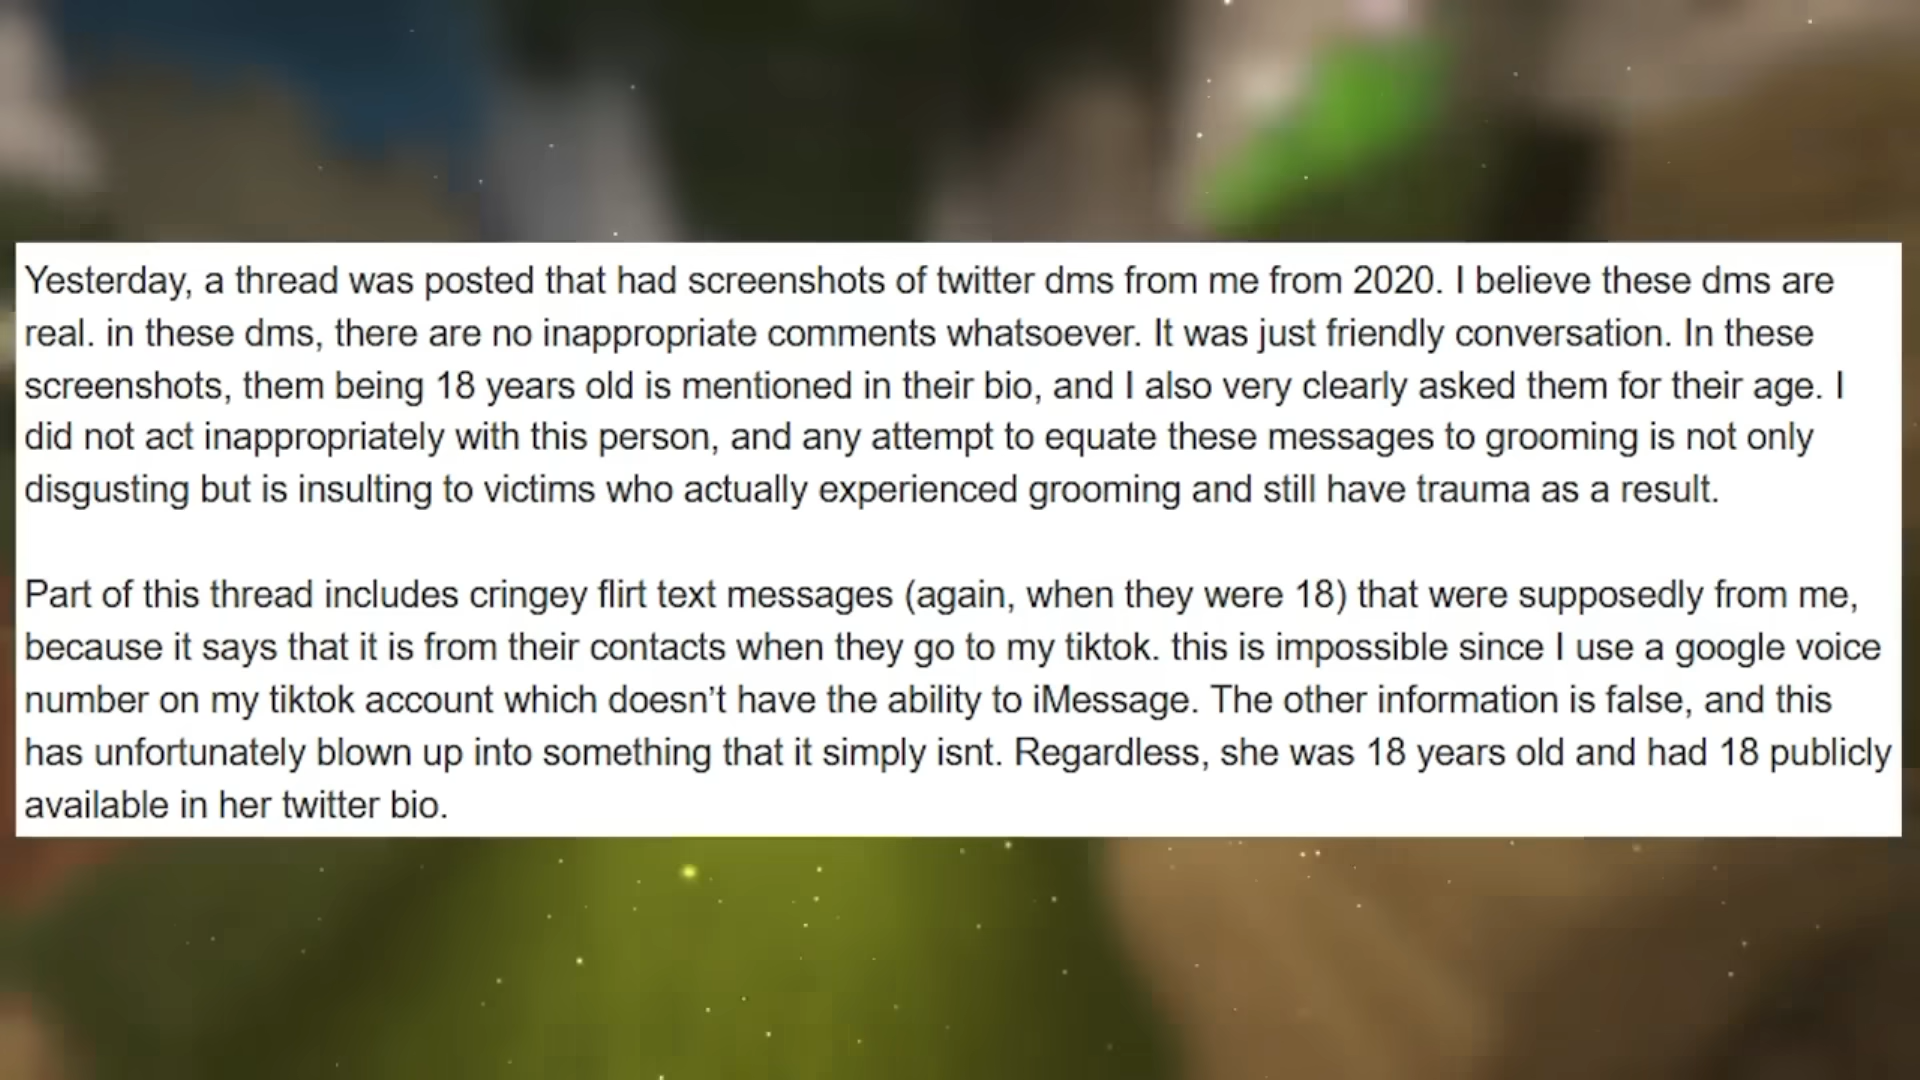 Yesterday, a thread was posted that had screenshots of twitter dms from me from 2020. I believe these dms are
real. in these dms, there are no inappropriate comments whatsoever. It was just friendly conversation. In these
screenshots, them being 18 years old is mentioned in their bio, and I also very clearly asked them for their age. I
did not act inappropriately with this person, and any attempt to equate these messages to grooming is not only
disgusting but is insulting to victims who actually experienced grooming and still have trauma as a result.
Part of this thread includes cringey flirt text messages (again, when they were 18) that were supposedly from me,
because it says that it is from their contacts when they go to my tiktok. this is impossible since I use a google voice
number on my tiktok account which doesn’t have the ability to iMessage. The other information is false, and this
has unfortunately blown up into something that it simply isnt. Regardless, she was 18 years old and had 18 publicly
available in her twitter bio.